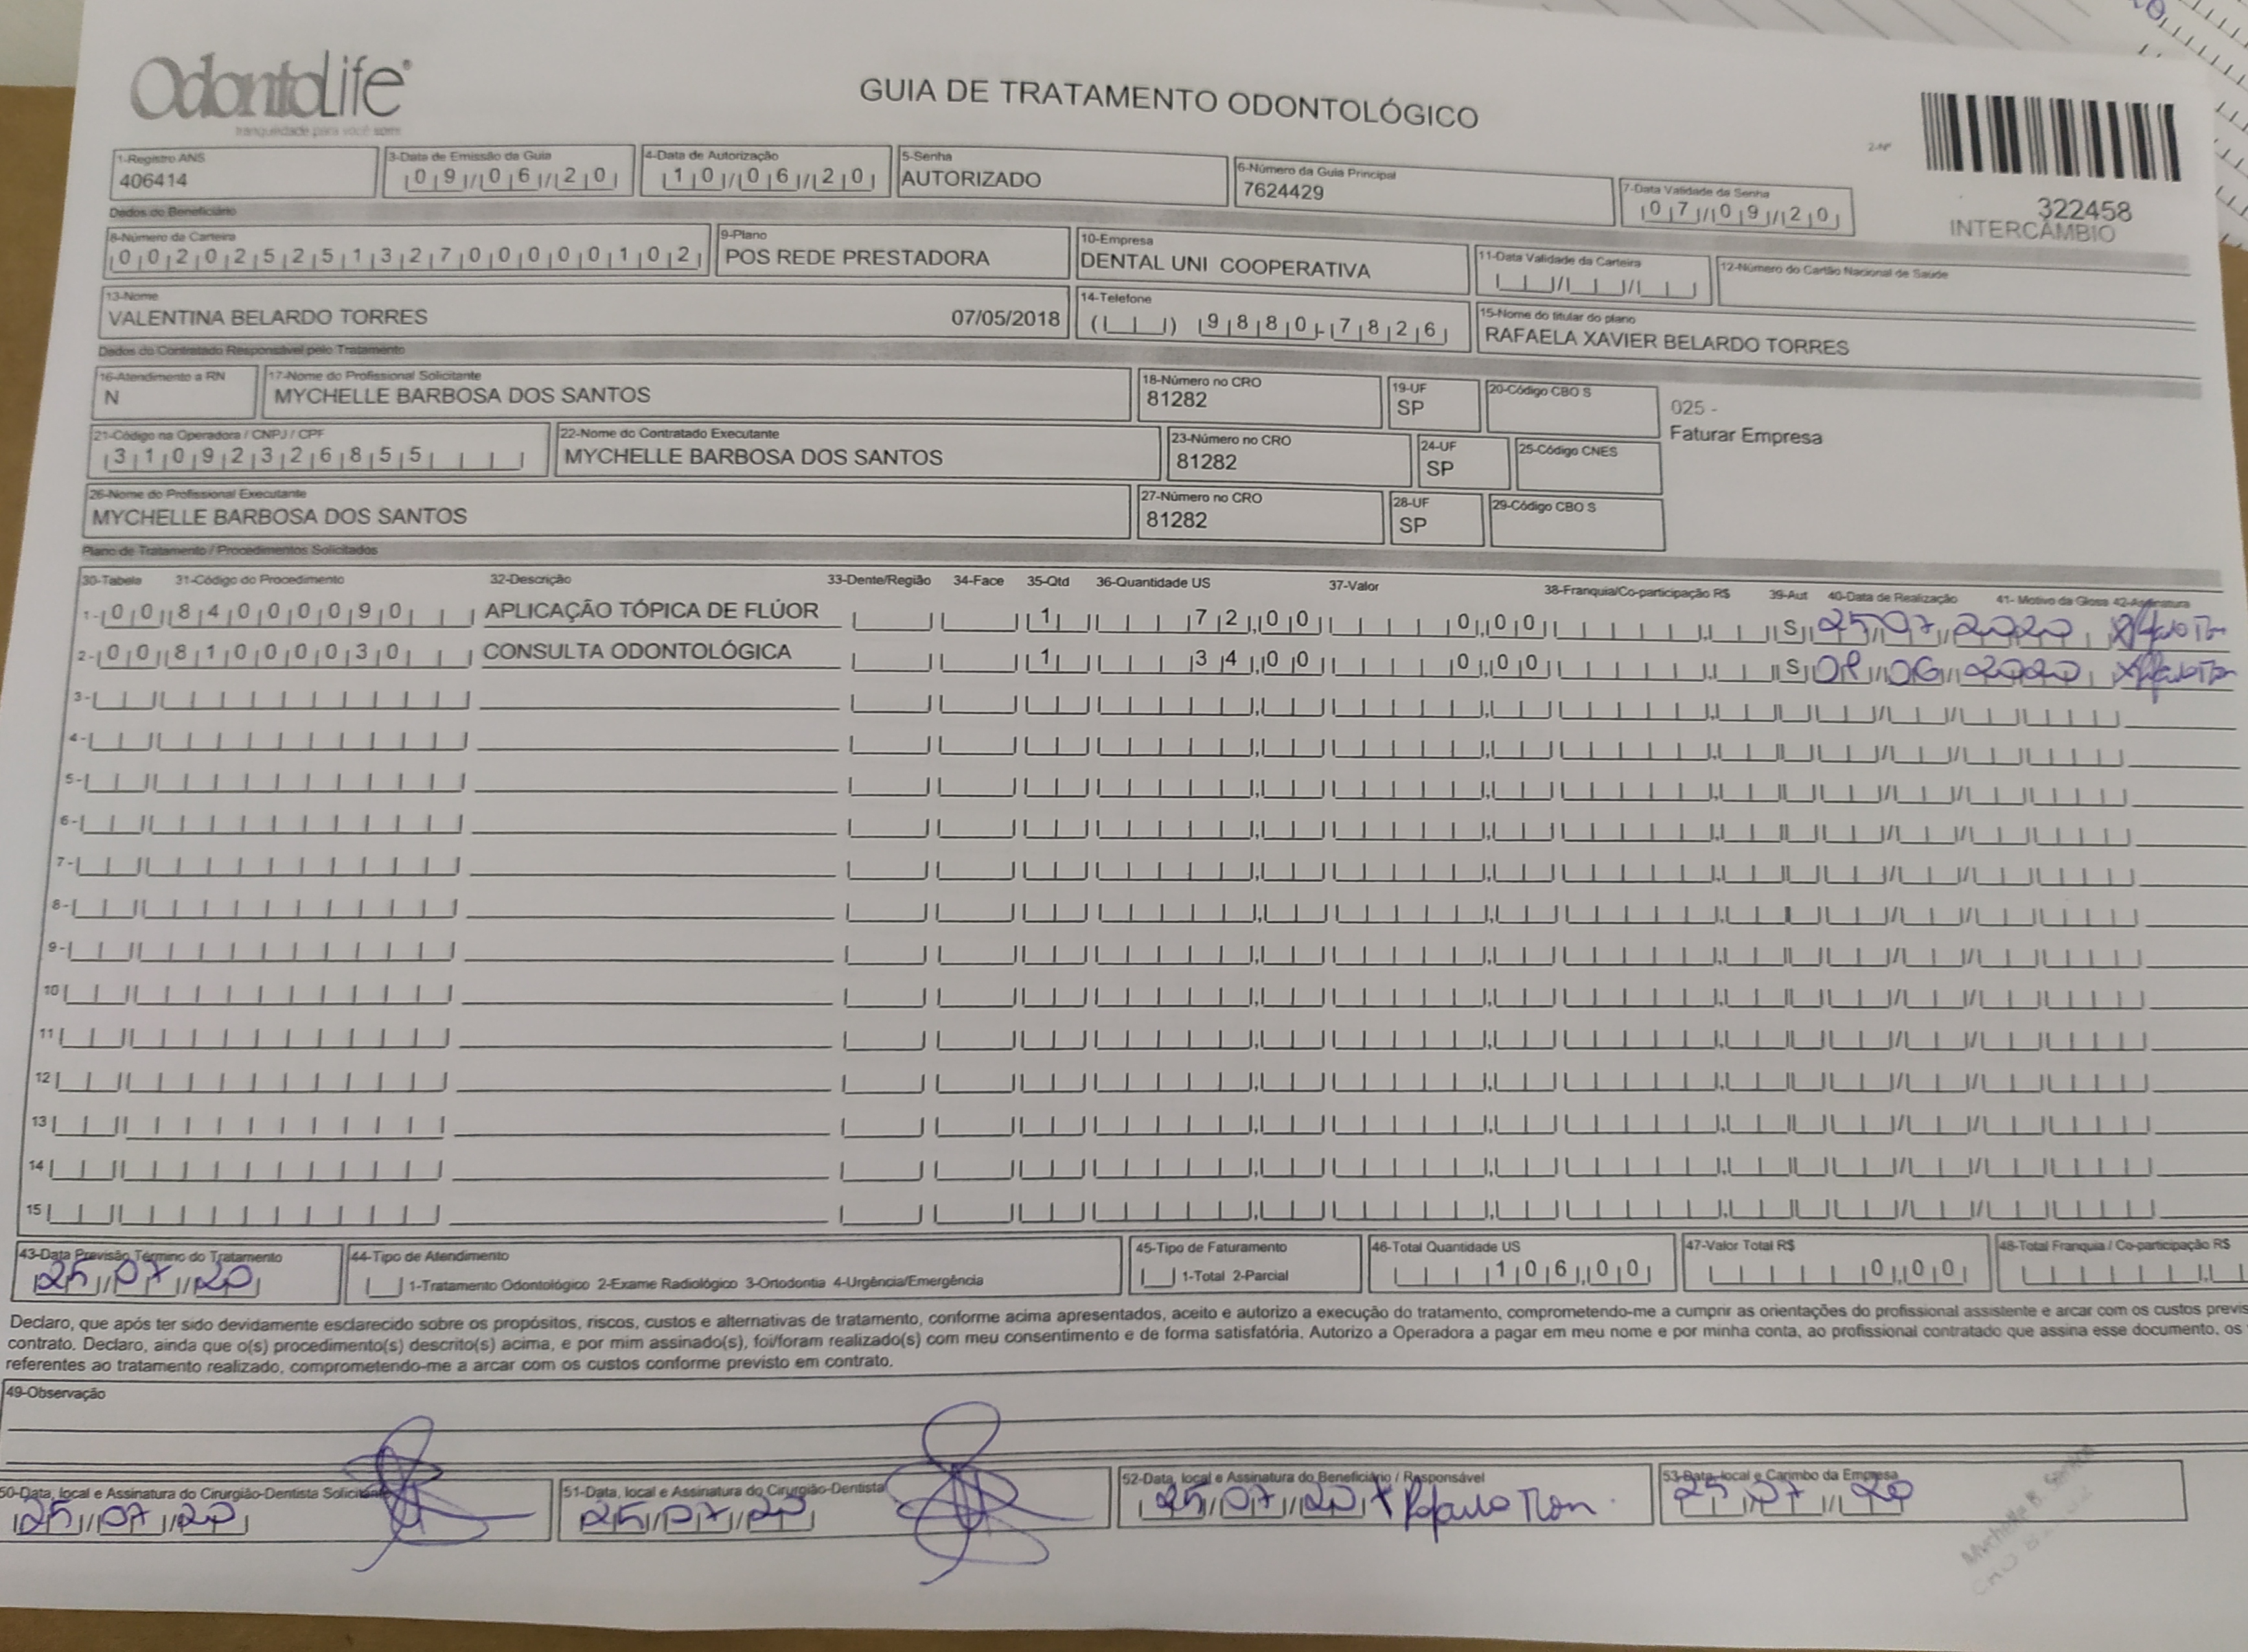 OdontoLife®
tranquilidade para você sorrir
GUIA DE TRATAMENTO ODONTOLÓGICO
2-Nº
322458
INTERCÂMBIO
1-Registro ANS
406414
3-Data de Emissão da Guia
09/06/20
4-Data de Autorização
10/06/20
5-Senha
AUTORIZADO
6-Número da Guia Principal
7624429
7-Data Validade da Senha
07/09/20
Dados do Beneficiário
8-Número da Carteira
00202525132700000102
9-Plano
POS REDE PRESTADORA
10-Empresa
DENTAL UNI COOPERATIVA
11-Data Validade da Carteira
12-Número do Cartão Nacional de Saúde
13-Nome
VALENTINA BELARDO TORRES 07/05/2018
14-Telefone
( ) 9880-7826
15-Nome do titular do plano
RAFAELA XAVIER BELARDO TORRES
Dados do Contratado Responsável pelo Tratamento
16-Atendimento a RN
N
17-Nome do Profissional Solicitante
MYCHELLE BARBOSA DOS SANTOS
18-Número no CRO
81282
19-UF
SP
20-Código CBO S
025 -
Faturar Empresa
21-Código na Operadora / CNPJ / CPF
31092326855
22-Nome do Contratado Executante
MYCHELLE BARBOSA DOS SANTOS
23-Número no CRO
81282
24-UF
SP
25-Código CNES
26-Nome do Profissional Executante
MYCHELLE BARBOSA DOS SANTOS
27-Número no CRO
81282
28-UF
SP
29-Código CBO S
Plano de Tratamento / Procedimentos Solicitados
30-Tabela 31-Código do Procedimento 32-Descrição 33-Dente/Região 34-Face 35-Qtd 36-Quantidade US 37-Valor 38-Franquia/Co-participação R$ 39-Aut 40-Data de Realização 41- Motivo da Glosa 42-Assinatura
1- 00 84000090 APLICAÇÃO TÓPICA DE FLÚOR 1 72,00 0,00 S 25/07/2020
2- 00 81000030 CONSULTA ODONTOLÓGICA 1 34,00 0,00 S /06/2020
3-
4-
5-
6-
7-
8-
9-
10
11
12
13
14
15
43-Data Previsão Término do Tratamento
25/07/20
44-Tipo de Atendimento
1-Tratamento Odontológico 2-Exame Radiológico 3-Ortodontia 4-Urgência/Emergência
45-Tipo de Faturamento
1-Total 2-Parcial
46-Total Quantidade US
106,00
47-Valor Total R$
0,00
48-Total Franquia / Co-participação R$
Declaro, que após ter sido devidamente esclarecido sobre os propósitos, riscos, custos e alternativas de tratamento, conforme acima apresentados, aceito e autorizo a execução do tratamento, comprometendo-me a cumprir as orientações do profissional assistente e arcar com os custos previs
contrato. Declaro, ainda que o(s) procedimento(s) descrito(s) acima, e por mim assinado(s), foi/foram realizado(s) com meu consentimento e de forma satisfatória. Autorizo a Operadora a pagar em meu nome e por minha conta, ao profissional contratado que assina esse documento, os
referentes ao tratamento realizado, comprometendo-me a arcar com os custos conforme previsto em contrato.
49-Observação
50-Data, local e Assinatura do Cirurgião-Dentista Solicitante
25/07/20
51-Data, local e Assinatura do Cirurgião-Dentista
25/07/20
52-Data, local e Assinatura do Beneficiário / Responsável
25/07/20
53-Data, local e Carimbo da Empresa
25/07/20
Mychelle B. Santos